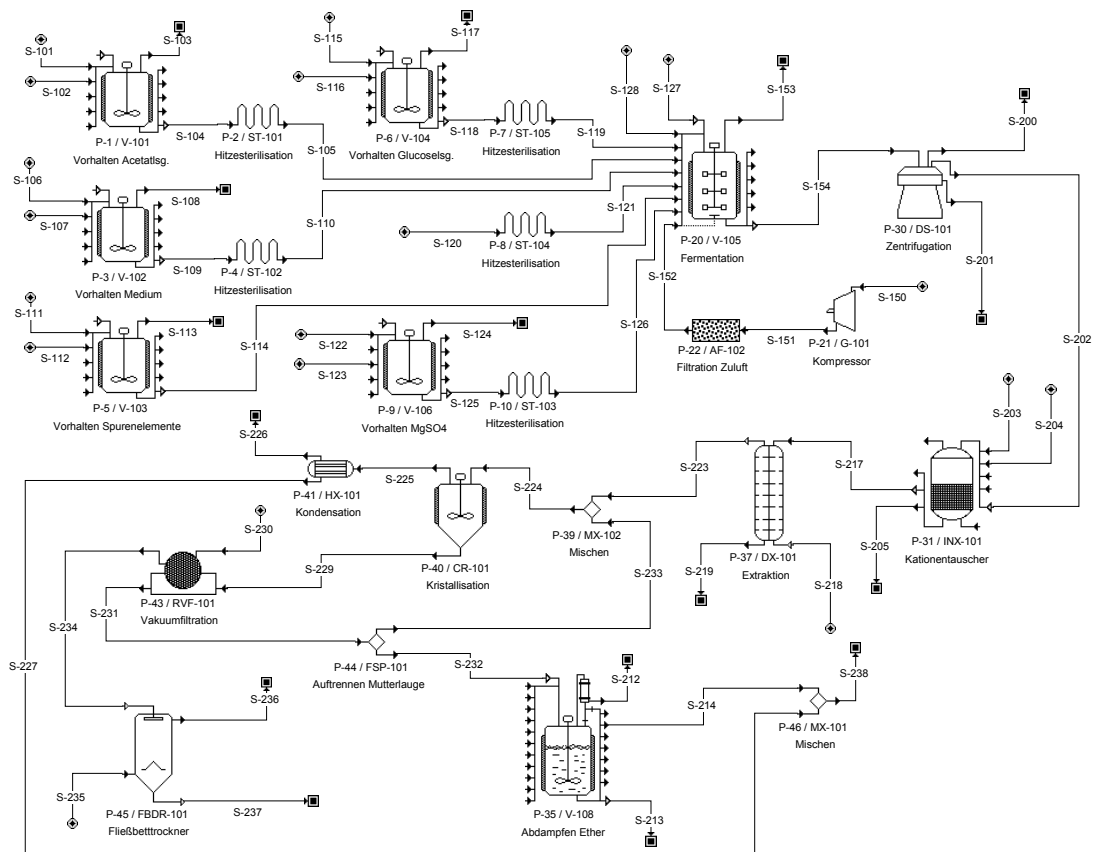 S-101
S-102
S-103
S-104
P-1 / V-101
Vorhalten Acetatlsg.
P-2 / ST-101
Hitzesterilisation
S-105
S-115
S-116
S-117
S-118
P-6 / V-104
Vorhalten Glucoselsg.
P-7 / ST-105
Hitzesterilisation
S-119
S-128
S-127
S-153
S-154
S-200
S-201
S-202
P-30 / DS-101
Zentrifugation
S-106
S-107
S-108
S-109
P-3 / V-102
Vorhalten Medium
P-4 / ST-102
Hitzesterilisation
S-110
S-120
P-8 / ST-104
Hitzesterilisation
S-121
P-20 / V-105
Fermentation
S-152
S-150
S-151
P-21 / G-101
Kompressor
P-22 / AF-102
Filtration Zuluft
S-111
S-112
S-113
S-114
P-5 / V-103
Vorhalten Spurenelemente
S-122
S-123
S-124
S-125
P-9 / V-106
Vorhalten MgSO4
P-10 / ST-103
Hitzesterilisation
S-126
S-203
S-204
S-205
S-217
P-31 / INX-101
Kationentauscher
S-223
P-37 / DX-101
Extraktion
S-219
S-218
S-226
S-225
P-41 / HX-101
Kondensation
S-224
P-40 / CR-101
Kristallisation
P-39 / MX-102
Mischen
S-233
S-229
S-230
P-43 / RVF-101
Vakuumfiltration
S-231
S-234
S-227
P-44 / FSP-101
Auftrennen Mutterlauge
S-232
S-212
S-214
S-213
P-35 / V-108
Abdampfen Ether
S-238
P-46 / MX-101
Mischen
S-236
S-235
S-237
P-45 / FBDR-101
Fließbetttrockner